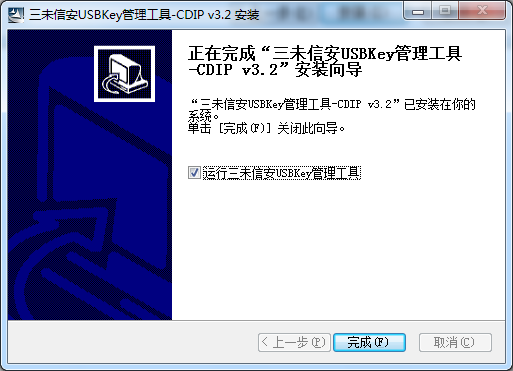 三未信安USBKey管理工具-CDIP v3.2 安装
正在完成“三未信安USBKey管理工具
-CDIP v3.2”安装向导
“三未信安USBKey管理工具-CDIP v3.2”已安装在你的
系统。
单击 [完成(F)] 关闭此向导。
运行三未信安USBKey管理工具
< 上一步(P)
完成(F)
取消(C)